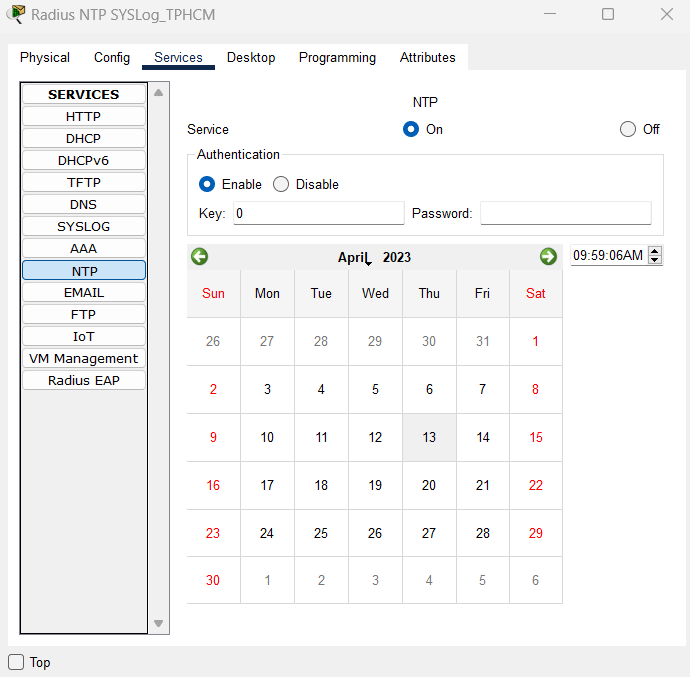 Radius NTP SYSLog_TPHCM
Physical Config Services Desktop Programming Attributes
SERVICES
HTTP
DHCP
DHCPv6
TFTP
DNS
SYSLOG
AAA
NTP
EMAIL
FTP
IoT
VM Management
Radius EAP
NTP
Service On Off
Authentication
Enable Disable
Key: 0 Password:
April 2023 09:59:06AM
Sun Mon Tue Wed Thu Fri Sat
26 27 28 29 30 31 1
2 3 4 5 6 7 8
9 10 11 12 13 14 15
16 17 18 19 20 21 22
23 24 25 26 27 28 29
30 1 2 3 4 5 6
Top